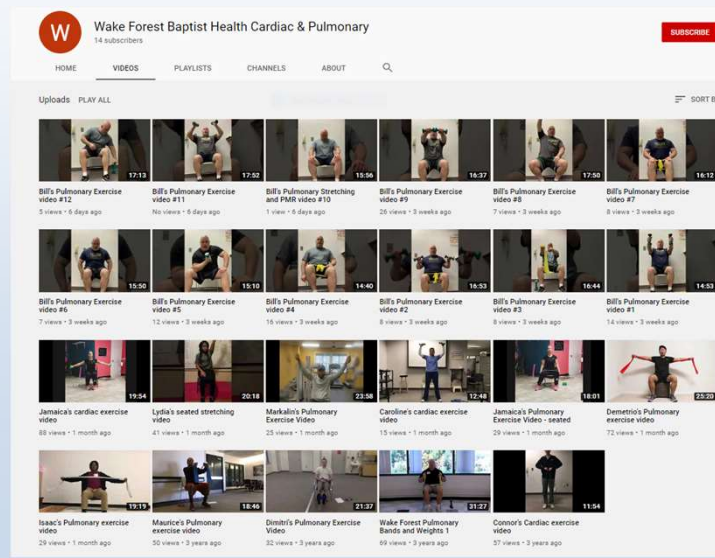 W
Wake Forest Baptist Health Cardiac & Pulmonary
14 subscribers
SUBSCRIBE
HOME VIDEOS PLAYLISTS CHANNELS ABOUT
Uploads PLAY ALL
SORT B
17:13 17:52 15:56 16:37 17:50 16:12
Bill's Pulmonary Exercise Bill's Pulmonary Exercise Bill's Pulmonary Stretching Bill's Pulmonary Exercise Bill's Pulmonary Exercise Bill's Pulmonary Exercise
video #12 video #11 and PMR video #10 video #9 video #8 video #7
5 views • 6 days ago No views • 6 days ago 1 view • 6 days ago 26 views • 3 weeks ago 7 views • 3 weeks ago 8 views • 3 weeks ago
15:50 15:10 14:40 16:53 16:44 14:53
Bill's Pulmonary Exercise Bill's Pulmonary Exercise Bill's Pulmonary Exercise Bill's Pulmonary Exercise Bill's Pulmonary Exercise Bill's Pulmonary Exercise
video #6 video #5 video #4 video #2 video #3 video #1
7 views • 3 weeks ago 12 views • 3 weeks ago 16 views • 3 weeks ago 8 views • 3 weeks ago 8 views • 3 weeks ago 14 views • 3 weeks ago
19:54 20:18 23:58 12:48 18:01 25:20
Jamaica's cardiac exercise Lydia's seated stretching Markalin's Pulmonary Caroline's cardiac exercise Jamaica's Pulmonary Demetrio's Pulmonary
video video Exercise Video video Exercise Video - seated exercise video
88 views • 1 month ago 41 views • 1 month ago 25 views • 1 month ago 15 views • 1 month ago 29 views • 1 month ago 72 views • 1 month ago
19:19 18:46 21:37 31:27 11:54
Isaac's Pulmonary exercise Maurice's Pulmonary Dimitri's Pulmonary Exercise Wake Forest Pulmonary Connor's Cardiac exercise
video exercise video Video Bands and Weights 1 video
29 views • 1 month ago 50 views • 3 years ago 32 views • 3 years ago 69 views • 3 years ago 57 views • 3 years ago